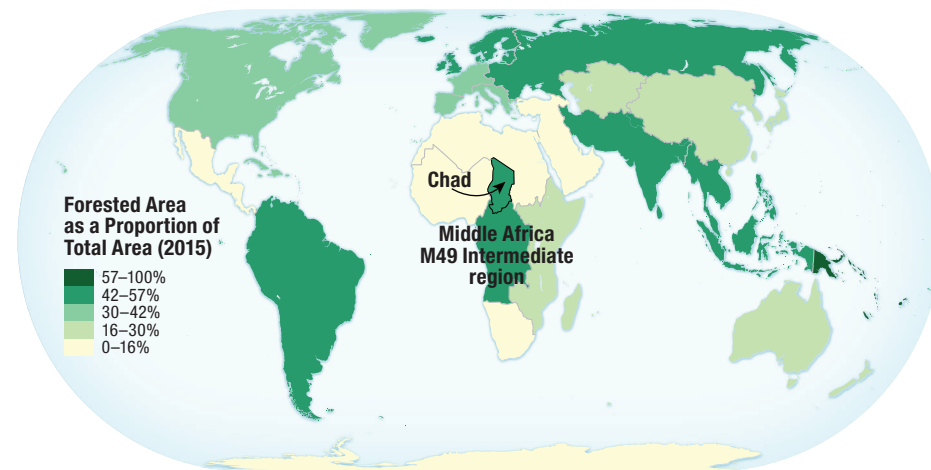 Chad
Middle Africa
M49 Intermediate
region
Forested Area
as a Proportion of
Total Area (2015)
57–100%
42–57%
30–42%
16–30%
0–16%